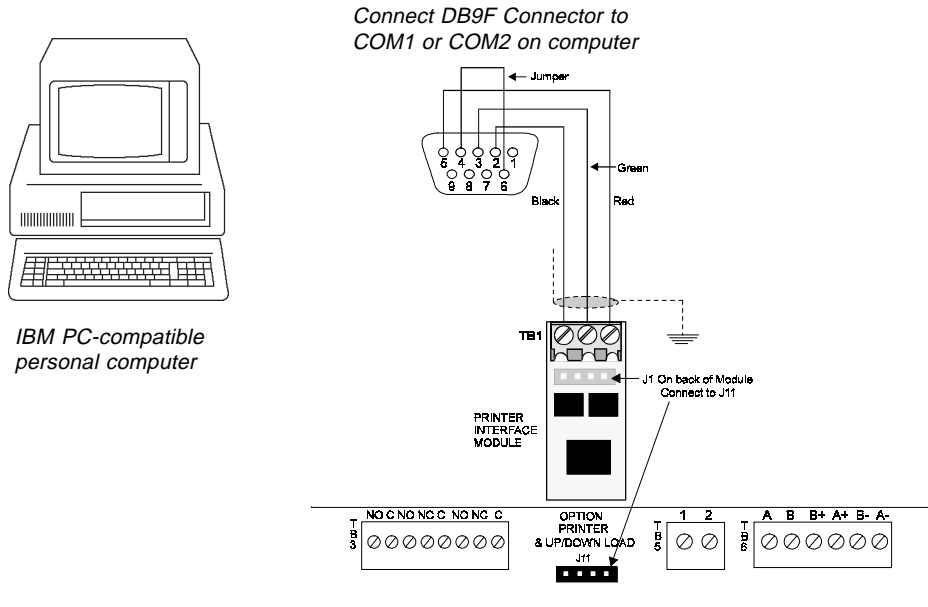 Connect DB9F Connector to
COM1 or COM2 on computer
Jumper
5 4 3 2 1
9 8 7 6
Green
Black
Red
IBM PC-compatible
personal computer
TB1
J1 On back of Module
Connect to J11
PRINTER
INTERFACE
MODULE
NO C NO NC C NO NC C
TB3
OPTION
PRINTER
& UP/DOWN LOAD
J11
1 2
TB5
A B B+ A+ B- A-
TB6